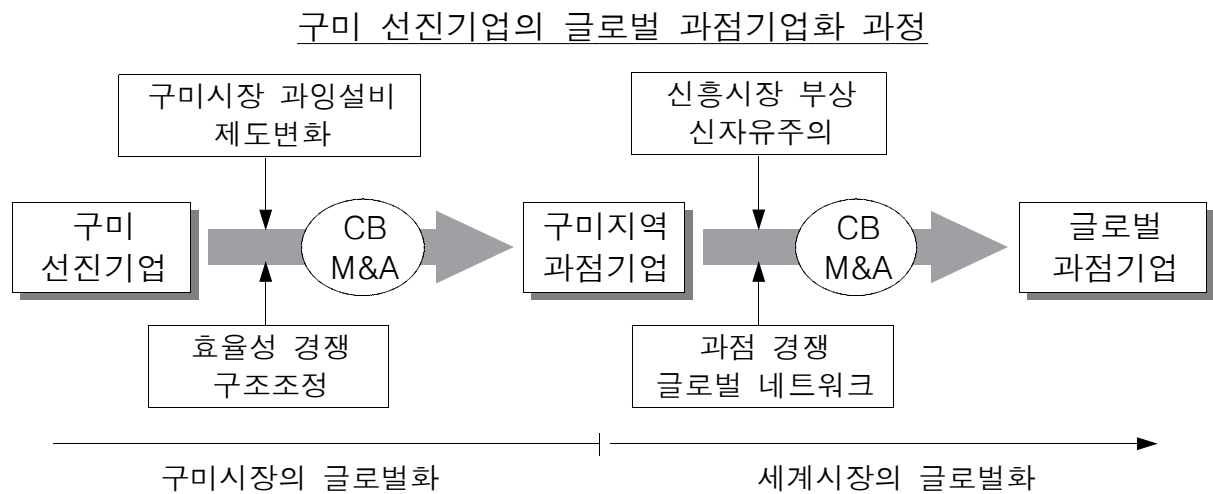 구미 선진기업의 글로벌 과점기업화 과정
구미시장 과잉설비
제도변화
신흥시장 부상
신자유주의
구미
선진기업
CB
M&A
구미지역
과점기업
CB
M&A
글로벌
과점기업
효율성 경쟁
구조조정
과점 경쟁
글로벌 네트워크
구미시장의 글로벌화
세계시장의 글로벌화